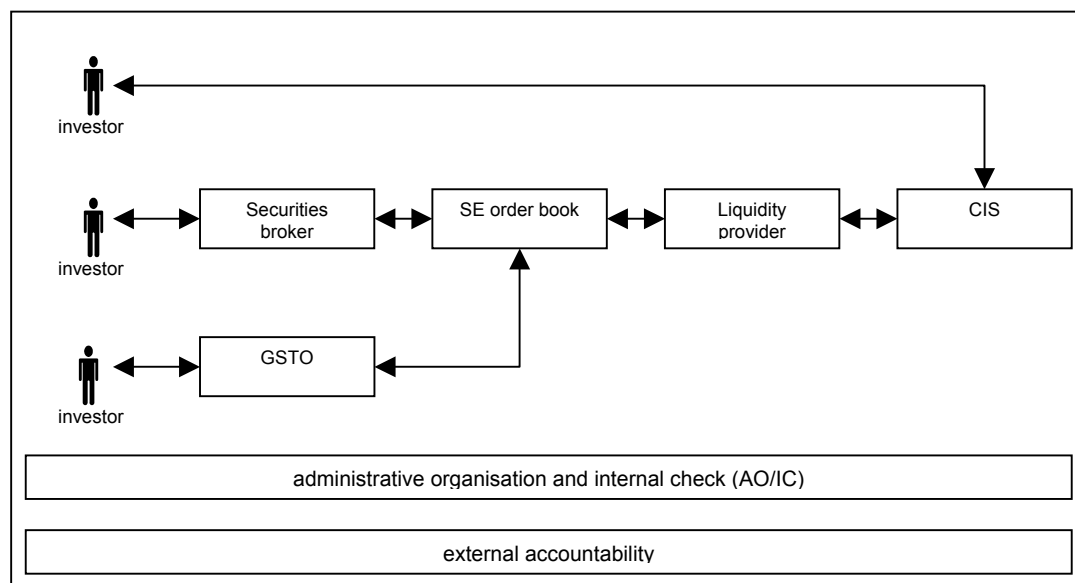 investor
Securities
broker
SE order book
Liquidity
provider
CIS
investor
GSTO
investor
administrative organisation and internal check (AO/IC)
external accountability